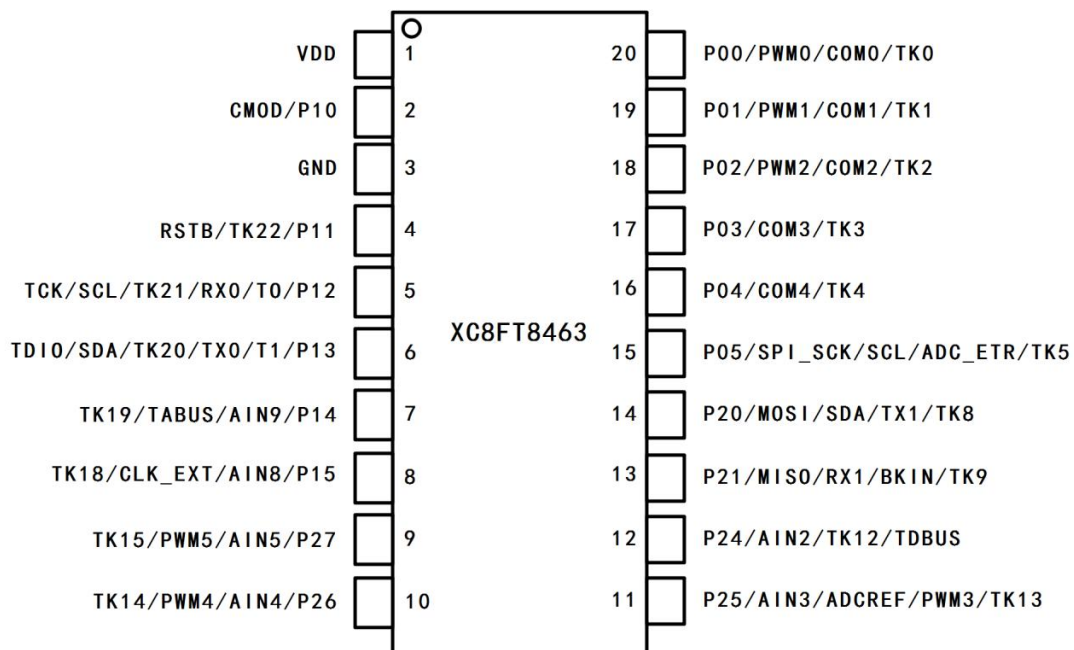 VDD 1 20 P00/PWM0/COM0/TK0
CMOD/P10 2 19 P01/PWM1/COM1/TK1
GND 3 18 P02/PWM2/COM2/TK2
RSTB/TK22/P11 4 17 P03/COM3/TK3
TCK/SCL/TK21/RX0/T0/P12 5 16 P04/COM4/TK4
XC8FT8463
TDIO/SDA/TK20/TX0/T1/P13 6 15 P05/SPI_SCK/SCL/ADC_ETR/TK5
TK19/TABUS/AIN9/P14 7 14 P20/MOSI/SDA/TX1/TK8
TK18/CLK_EXT/AIN8/P15 8 13 P21/MISO/RX1/BKIN/TK9
TK15/PWM5/AIN5/P27 9 12 P24/AIN2/TK12/TDBUS
TK14/PWM4/AIN4/P26 10 11 P25/AIN3/ADCREF/PWM3/TK13